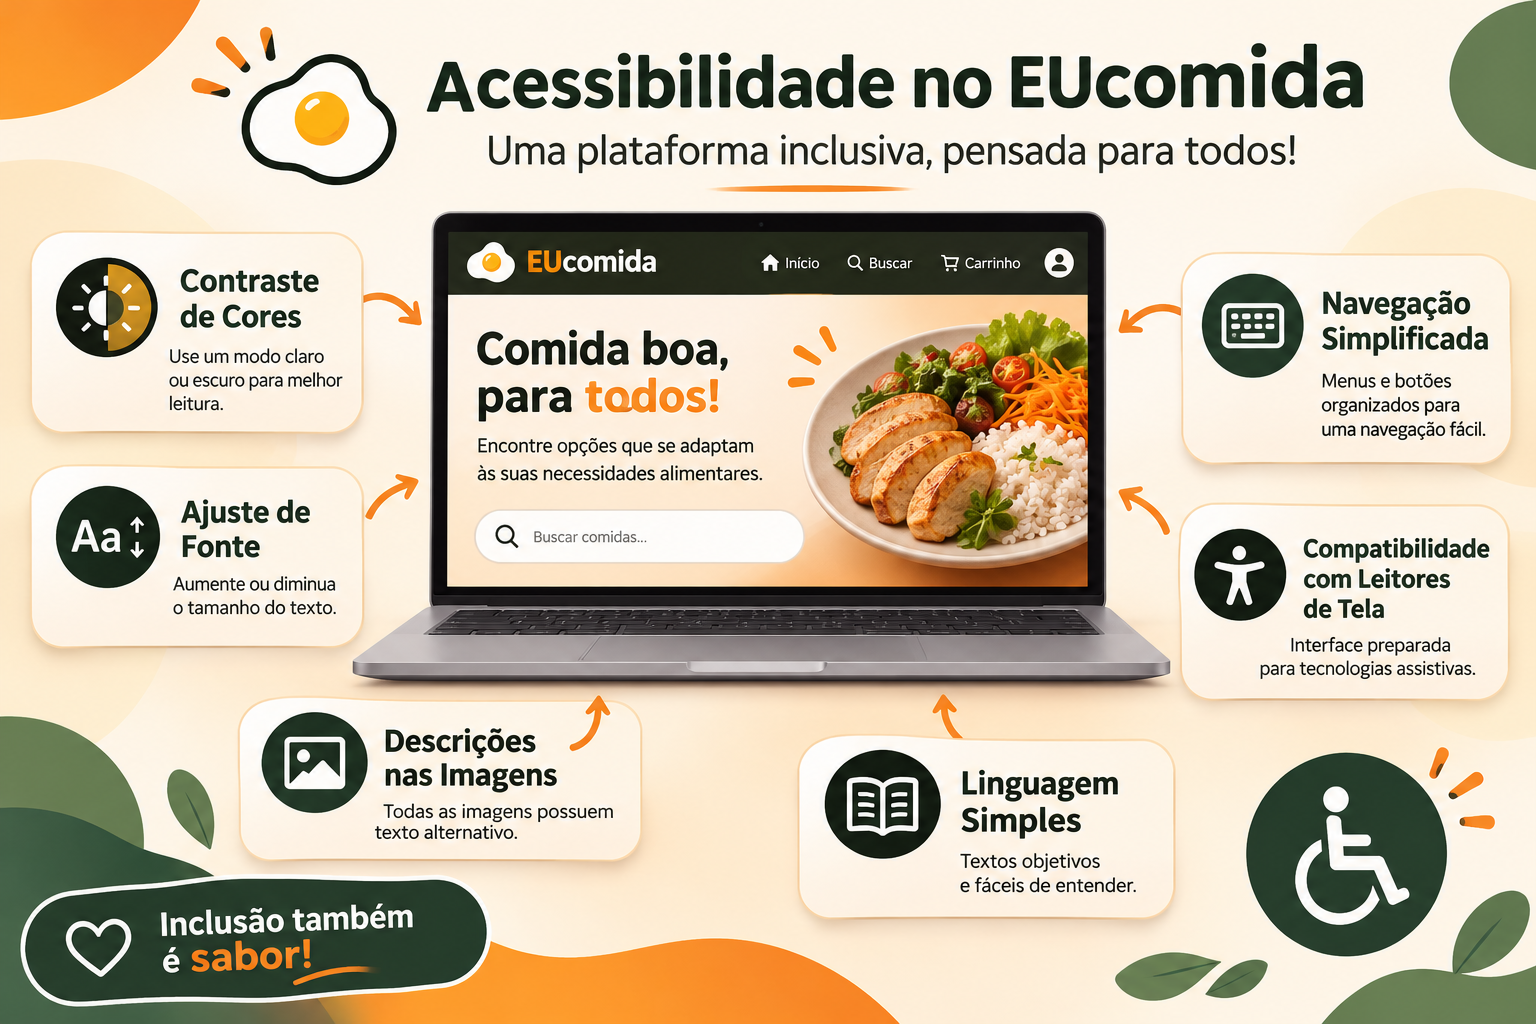 Acessibilidade no EUcomida
Uma plataforma inclusiva, pensada para todos!
Contraste
de Cores
Use um modo claro
ou escuro para melhor
leitura.
Aa
Ajuste de
Fonte
Aumente ou diminua
o tamanho do texto.
EUcomida
Início
Buscar
Carrinho
Comida boa,
para todos!
Encontre opções que se adaptam
às suas necessidades alimentares.
Buscar comidas...
Navegação
Simplificada
Menus e botões
organizados para
uma navegação fácil.
Compatibilidade
com Leitores
de Tela
Interface preparada
para tecnologias assistivas.
Descrições
nas Imagens
Todas as imagens possuem
texto alternativo.
Linguagem
Simples
Textos objetivos
e fáceis de entender.
Inclusão também
é sabor!